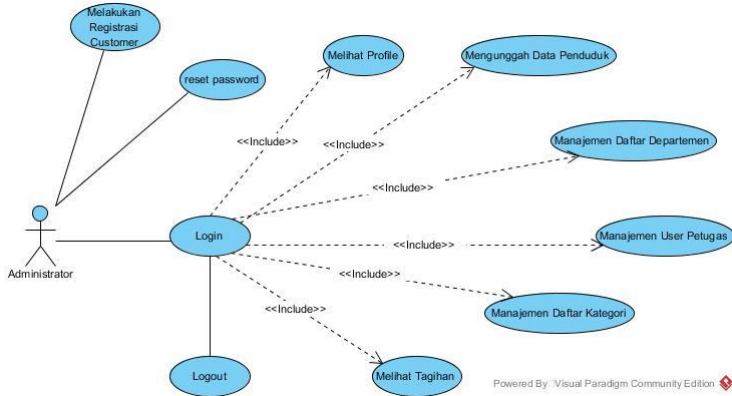 Melakukan
Registrasi
Customer
reset password
Melihat Profile
Mengunggah Data Penduduk
<<Include>>
<<Include>>
Manajemen Daftar Departemen
<<Include>>
Login
Manajemen User Petugas
<<Include>>
Administrator
<<Include>>
<<Include>>
Manajemen Daftar Kategori
Logout
Melihat Tagihan
Powered By Visual Paradigm Community Edition